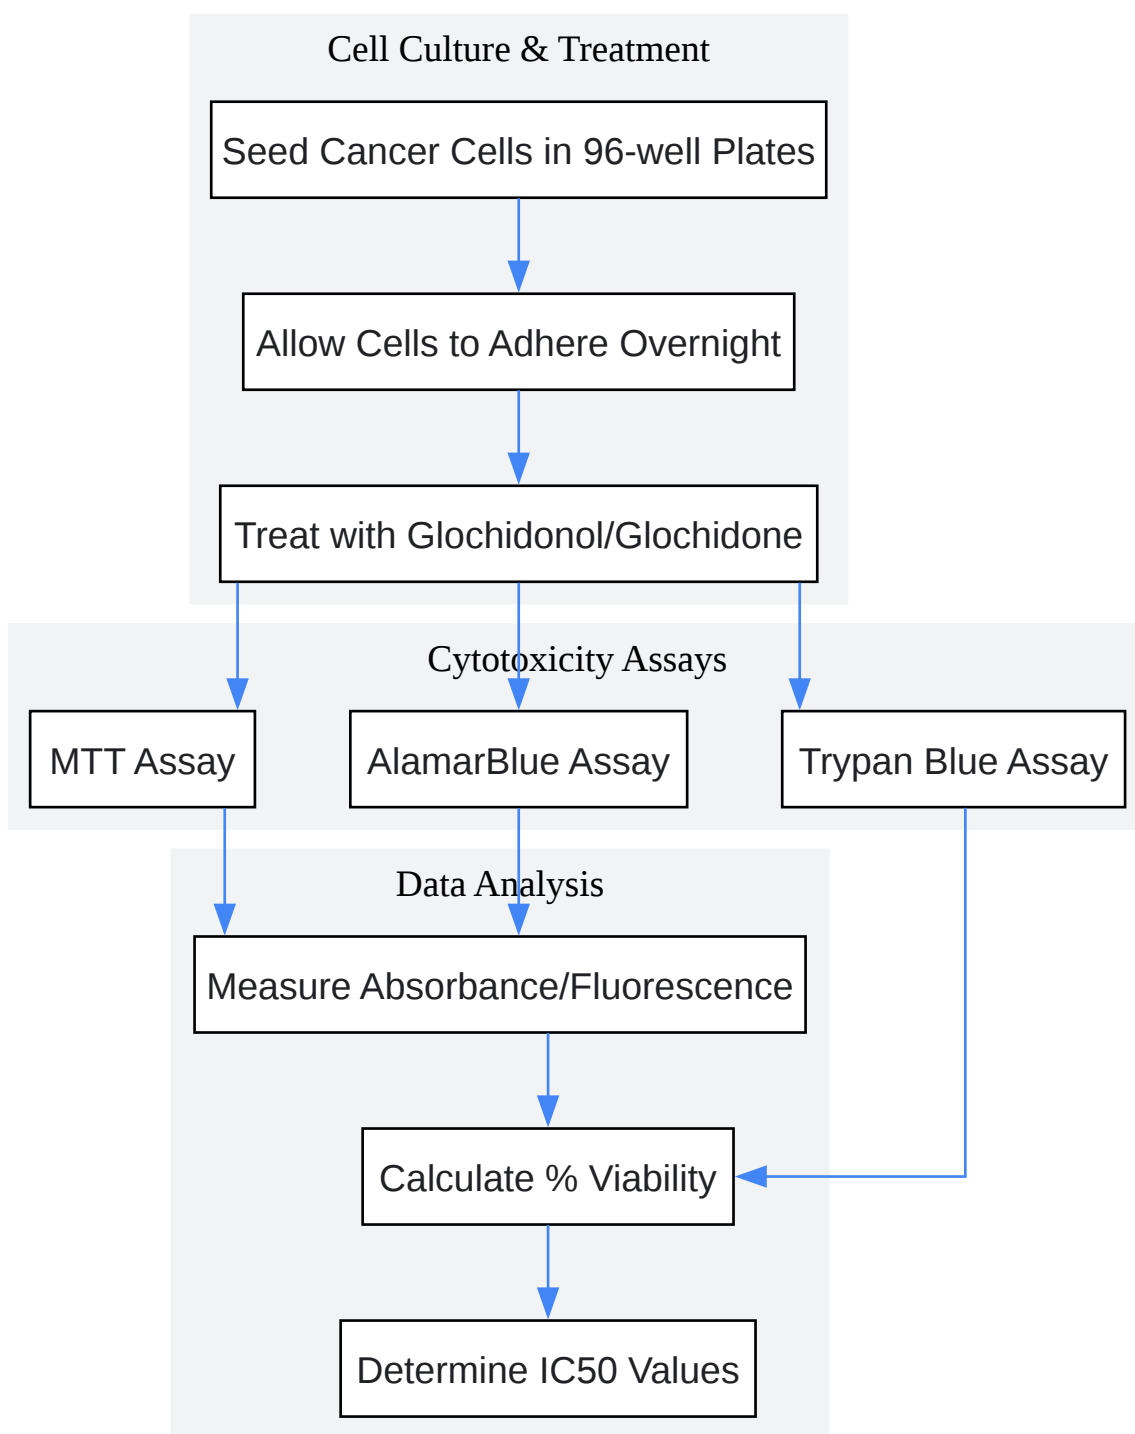 Cell Culture & Treatment
Seed Cancer Cells in 96-well Plates
Allow Cells to Adhere Overnight
Treat with Glochidonol/Glochidone
Cytotoxicity Assays
MTT Assay
AlamarBlue Assay
Trypan Blue Assay
Data Analysis
Measure Absorbance/Fluorescence
Calculate % Viability
Determine IC50 Values